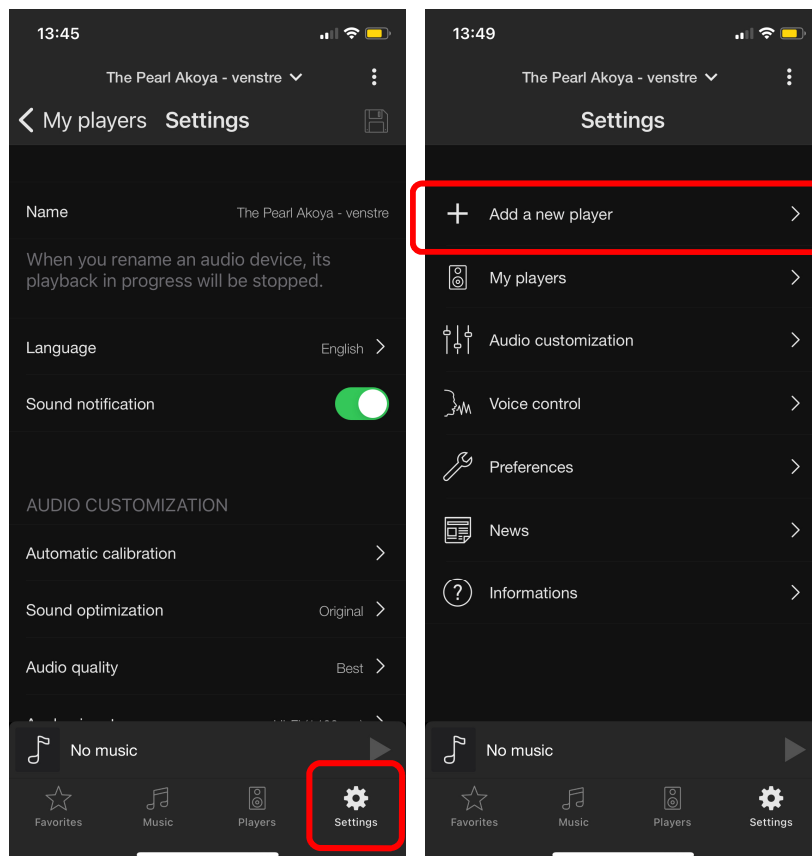 13:45
The Pearl Akoya - venstre
My players Settings
Name The Pearl Akoya - venstre
When you rename an audio device, its
playback in progress will be stopped.
Language English
Sound notification
AUDIO CUSTOMIZATION
Automatic calibration
Sound optimization Original
Audio quality Best
No music
Favorites Music Players Settings
13:49
The Pearl Akoya - venstre
Settings
Add a new player
My players
Audio customization
Voice control
Preferences
News
Informations
No music
Favorites Music Players Settings